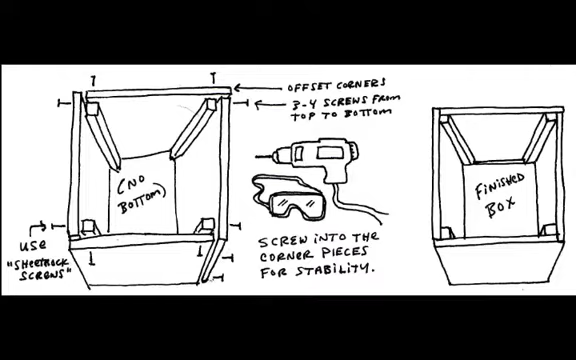 OFFSET CORNERS
3-4 SCREWS FROM
TOP TO BOTTOM
(NO
BOTTOM)
USE
"SHEETROCK
SCREWS"
SCREW INTO THE
CORNER PIECES
FOR STABILITY.
FINISHED
BOX